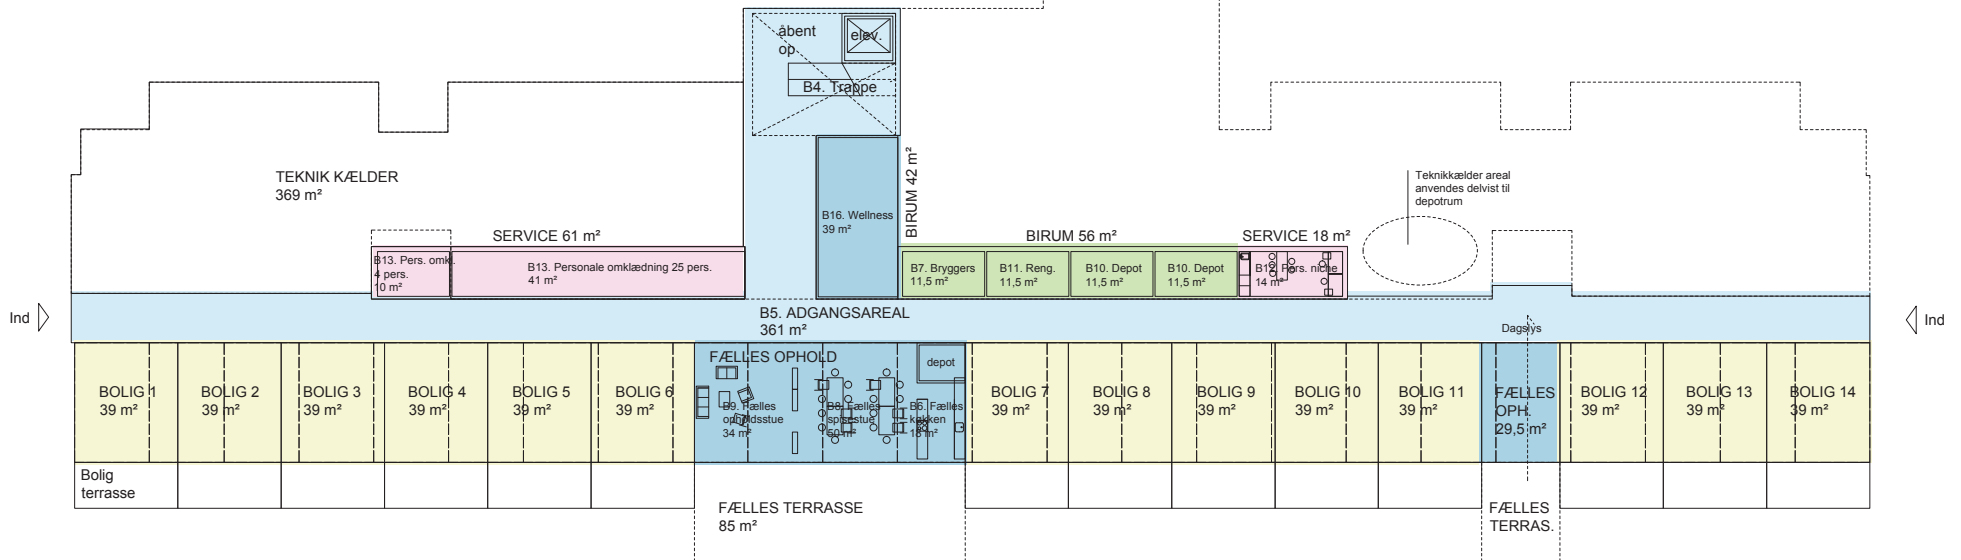 åbent
op
elev.
B4. Trappe
TEKNIK KÆLDER
369 m²
B16. Wellness
39 m²
BIRUM 42 m²
Teknikkælder areal
anvendes delvist til
depotrum
SERVICE 61 m²
BIRUM 56 m²
SERVICE 18 m²
B13. Pers. omkl.
4 pers.
10 m²
B13. Personale omklædning 25 pers.
41 m²
B7. Bryggers
11,5 m²
B11. Reng.
11,5 m²
B10. Depot
11,5 m²
B10. Depot
11,5 m²
B12. Pers. niche
14 m²
Ind
B5. ADGANGSAREAL
361 m²
Dagslys
Ind
BOLIG 1
39 m²
BOLIG 2
39 m²
BOLIG 3
39 m²
BOLIG 4
39 m²
BOLIG 5
39 m²
BOLIG 6
39 m²
FÆLLES OPHOLD
depot
B9. Fælles
opholdsstue
34 m²
B8. Fælles
spisestue
50 m²
B6. Fælles
køkken
18 m²
BOLIG 7
39 m²
BOLIG 8
39 m²
BOLIG 9
39 m²
BOLIG 10
39 m²
BOLIG 11
39 m²
FÆLLES
OPH.
29,5 m²
BOLIG 12
39 m²
BOLIG 13
39 m²
BOLIG 14
39 m²
Bolig
terrasse
FÆLLES TERRASSE
85 m²
FÆLLES
TERRAS.